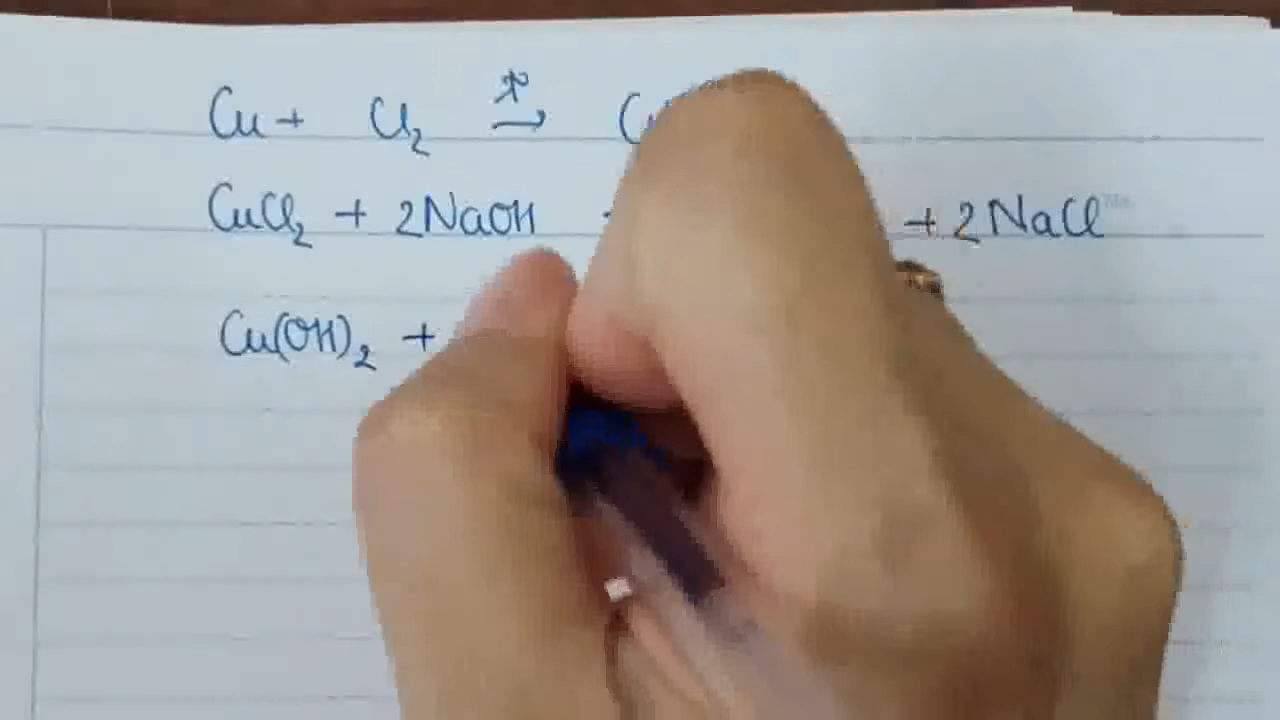 Cu + Cl₂ →
CuCl₂ + 2NaOH + 2NaCl
Cu(OH)₂ +